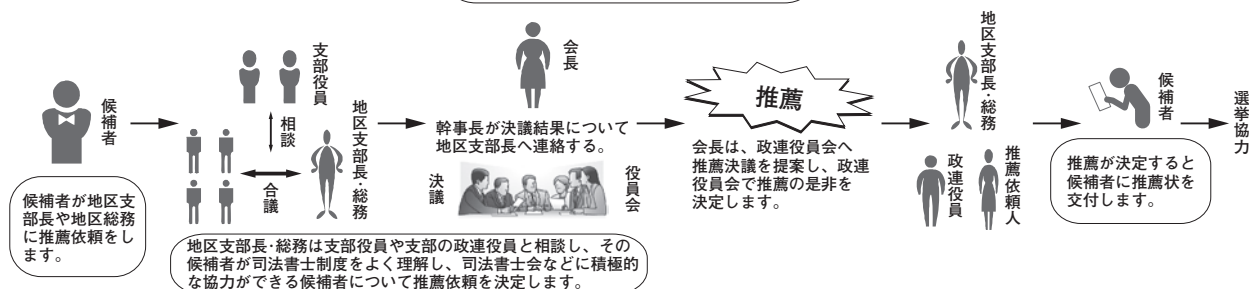 候補者
候補者が地区支
部長や地区総務
に推薦依頼をし
ます。
支部役員
相談
合議
地区支部長・総務
地区支部長・総務は支部役員や支部の政連役員と相談し、その
候補者が司法書士制度をよく理解し、司法書士会などに積極的
な協力ができる候補者について推薦依頼を決定します。
会長
幹事長が決議結果について
地区支部長へ連絡する。
決議
役員会
推薦
会長は、政連役員会へ
推薦決議を提案し、政連
役員会で推薦の是非を
決定します。
地区支部長・総務
政連役員
推薦依頼人
候補者
推薦が決定すると
候補者に推薦状を
交付します。
選挙協力